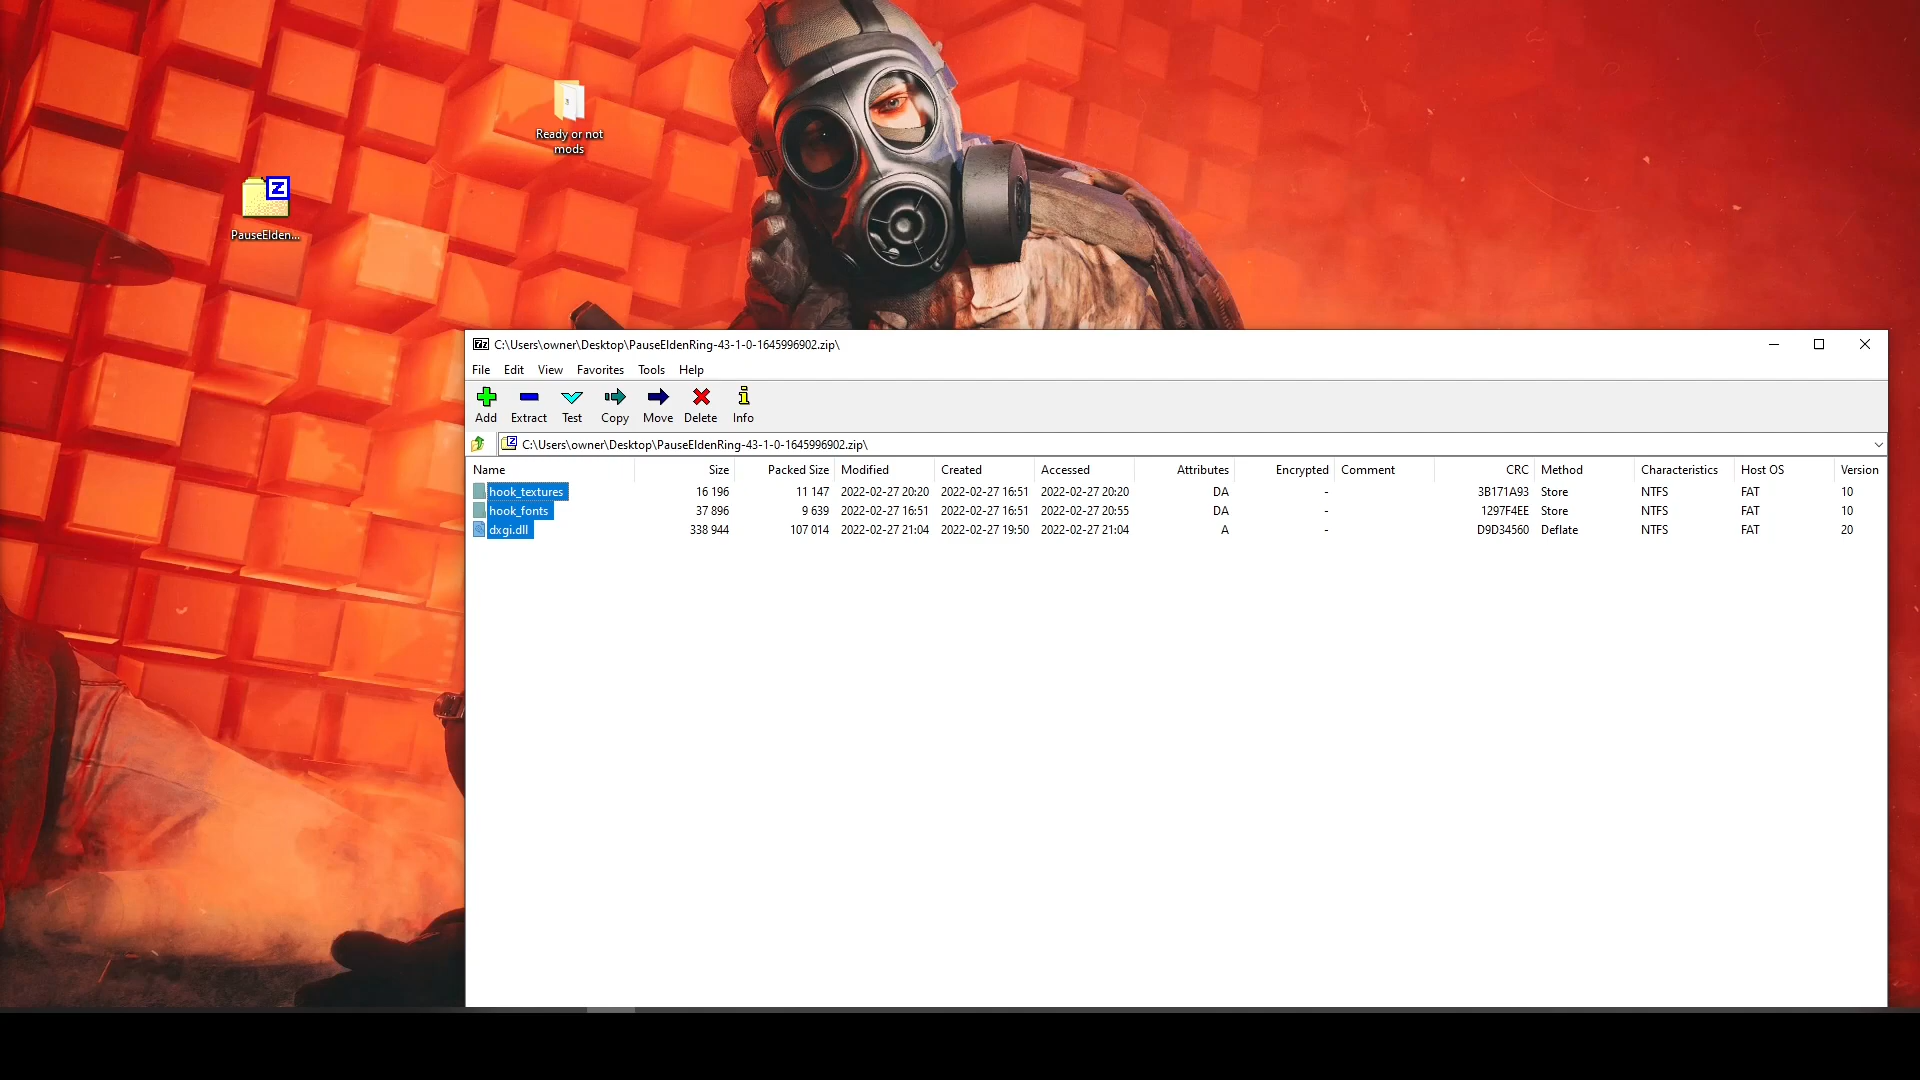 Ready or not
mods
PauseElden...
C:\Users\owner\Desktop\PauseEldenRing-43-1-0-1645996902.zip\
File Edit View Favorites Tools Help
Add Extract Test Copy Move Delete Info
C:\Users\owner\Desktop\PauseEldenRing-43-1-0-1645996902.zip\
Name Size Packed Size Modified Created Accessed Attributes Encrypted Comment CRC Method Characteristics Host OS Version
hook_textures 16 196 11 147 2022-02-27 20:20 2022-02-27 16:51 2022-02-27 20:20 DA - 3B171A93 Store NTFS FAT 10
hook_fonts 37 896 9 639 2022-02-27 16:51 2022-02-27 16:51 2022-02-27 20:55 DA - 1297F4EE Store NTFS FAT 10
dxgi.dll 338 944 107 014 2022-02-27 21:04 2022-02-27 19:50 2022-02-27 21:04 A - D9D34560 Deflate NTFS FAT 20